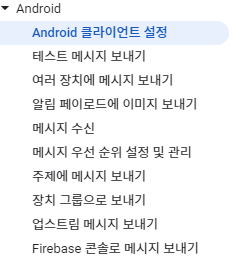 Android
Android 클라이언트 설정
테스트 메시지 보내기
여러 장치에 메시지 보내기
알림 페이로드에 이미지 보내기
메시지 수신
메시지 우선 순위 설정 및 관리
주제에 메시지 보내기
장치 그룹으로 보내기
업스트림 메시지 보내기
Firebase 콘솔로 메시지 보내기